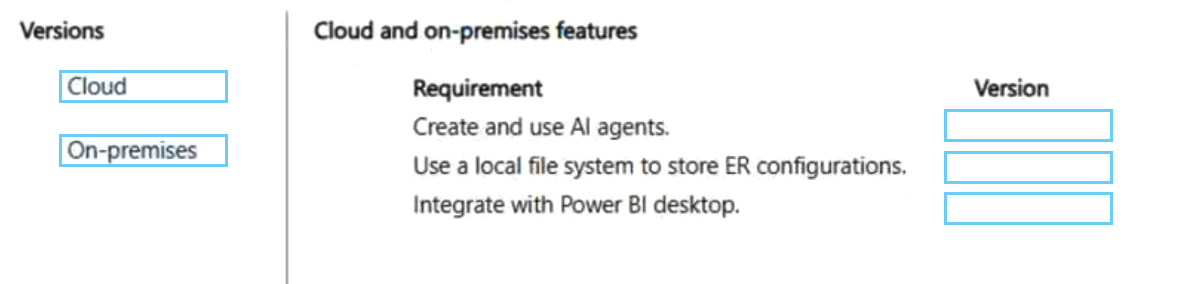 Versions
Cloud
On-premises
Cloud and on-premises features
Requirement Version
Create and use AI agents.
Use a local file system to store ER configurations.
Integrate with Power BI desktop.